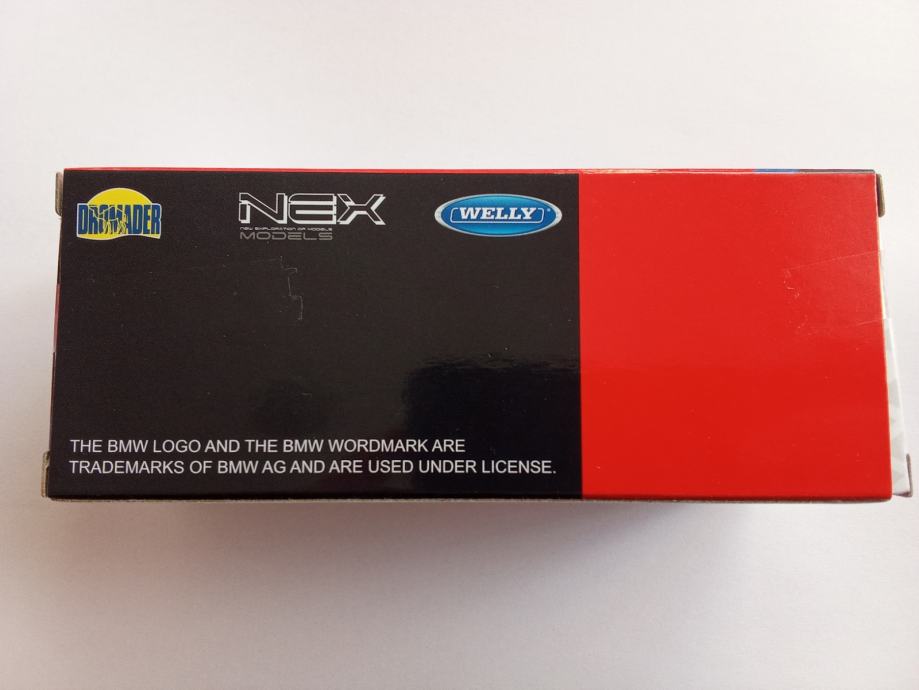 DROMADER
NEX
NEW EXPLORATION OF MODELS
MODELS
WELLY
THE BMW LOGO AND THE BMW WORDMARK ARE
TRADEMARKS OF BMW AG AND ARE USED UNDER LICENSE.